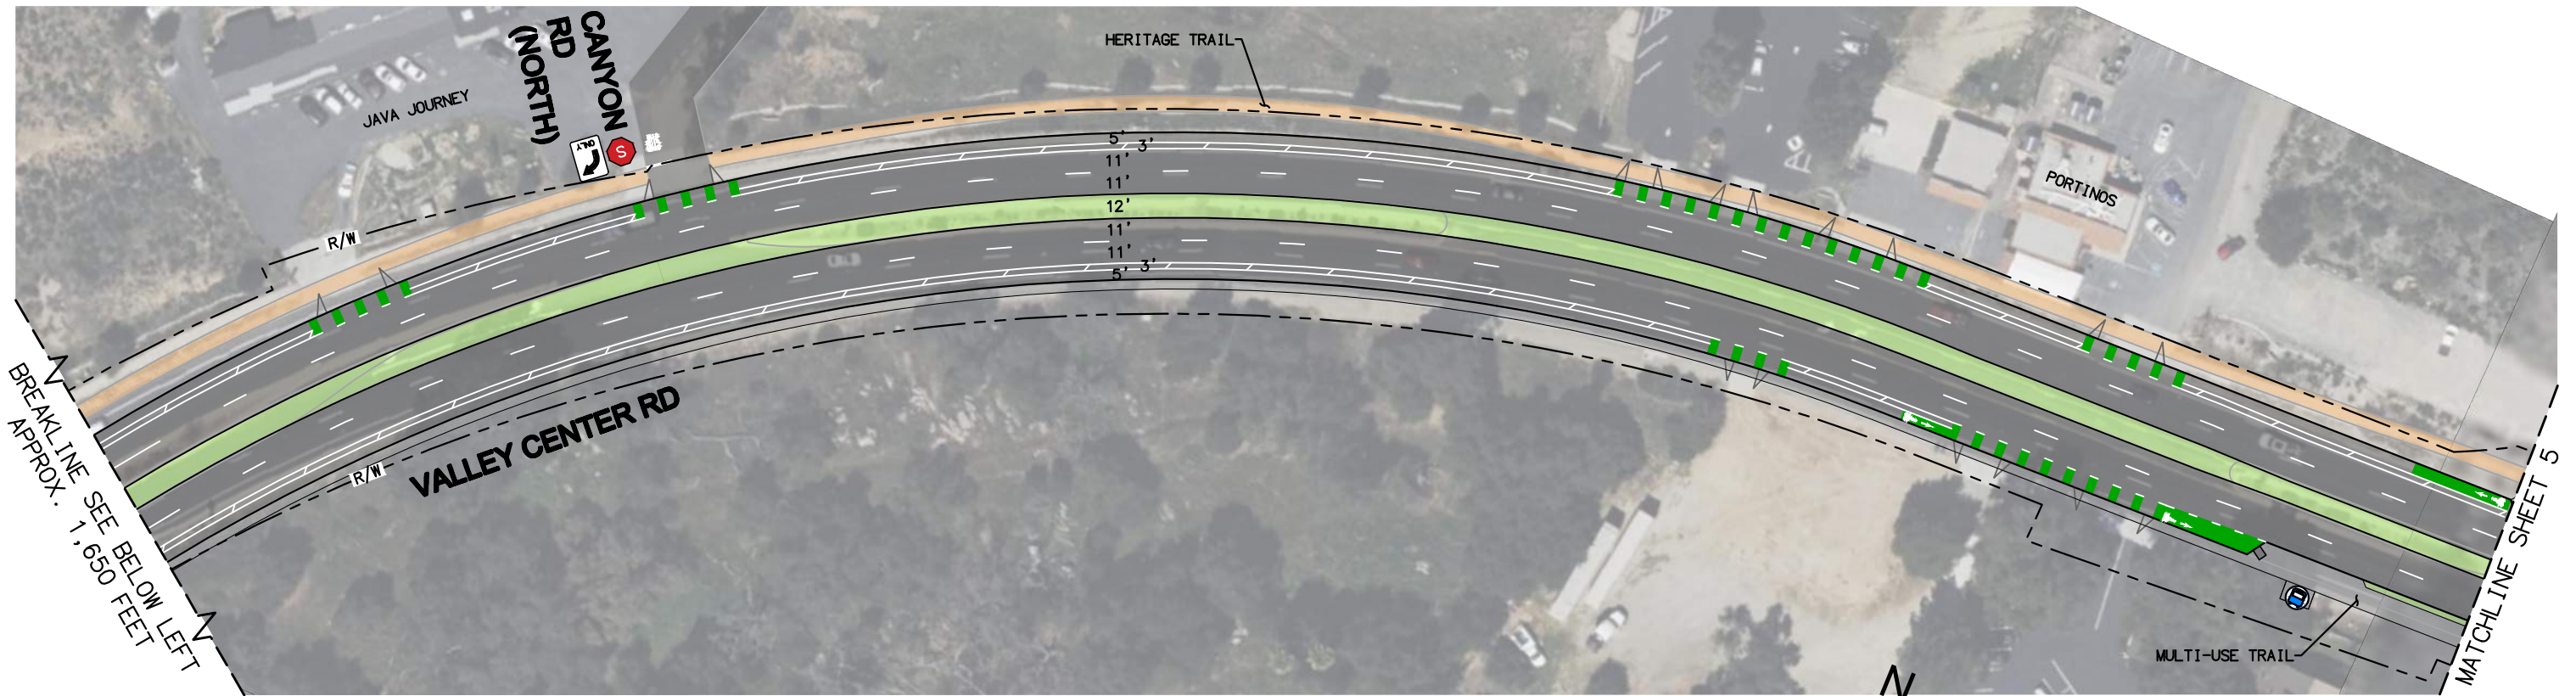 CANYON
RD
(NORTH)
ONLY
S
JAVA JOURNEY
HERITAGE TRAIL
R/W
5'
3'
11'
11'
12'
11'
11'
3'
5'
PORTINOS
R/W
VALLEY CENTER RD
BREAKLINE SEE BELOW LEFT
APPROX. 1,650 FEET
MATCHLINE SHEET 5
MULTI-USE TRAIL
N